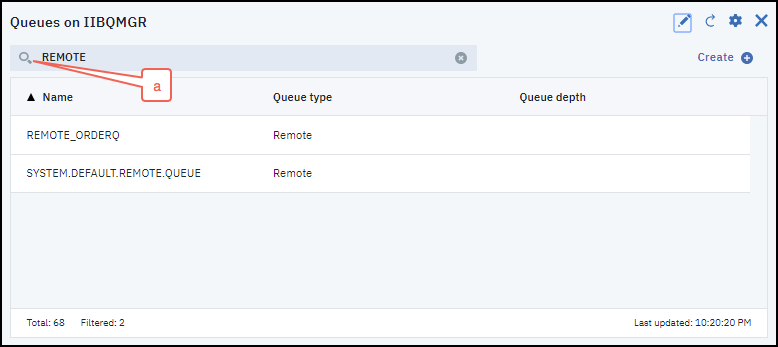 Queues on IIBQMGR
REMOTE
Create
a
Name Queue type Queue depth
REMOTE_ORDERQ Remote
SYSTEM.DEFAULT.REMOTE.QUEUE Remote
Total: 68 Filtered: 2 Last updated: 10:20:20 PM